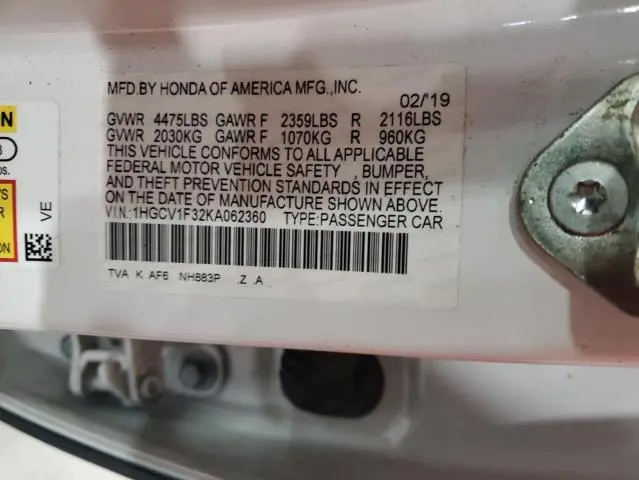 MFD.BY HONDA OF AMERICA MFG.,INC.
02/'19
GVWR 4475LBS GAWR F 2359LBS R 2116LBS
GVWR 2030KG GAWR F 1070KG R 960KG
THIS VEHICLE CONFORMS TO ALL APPLICABLE
FEDERAL MOTOR VEHICLE SAFETY , BUMPER,
AND THEFT PREVENTION STANDARDS IN EFFECT
ON THE DATE OF MANUFACTURE SHOWN ABOVE.
V.I.N.:1HGCV1F32KA062360 TYPE:PASSENGER CAR
TVA K AF6 NH883P .Z .A
VE